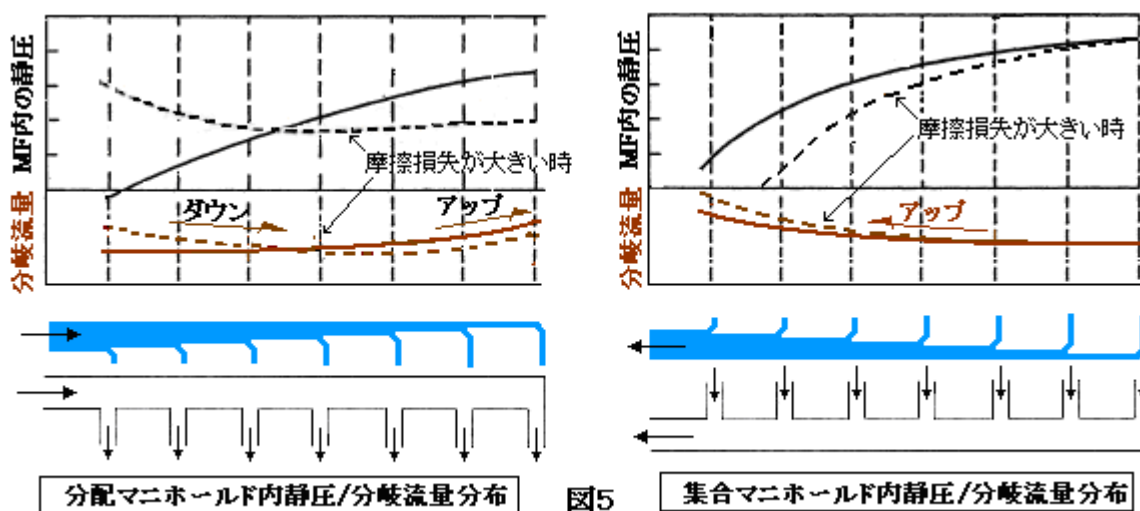 MF内の静圧
摩擦損失が大きい時
分岐流量
ダウン
アップ
分配マニホールド内静圧/分岐流量分布
図5
MF内の静圧
摩擦損失が大きい時
分岐流量
アップ
集合マニホールド内静圧/分岐流量分布